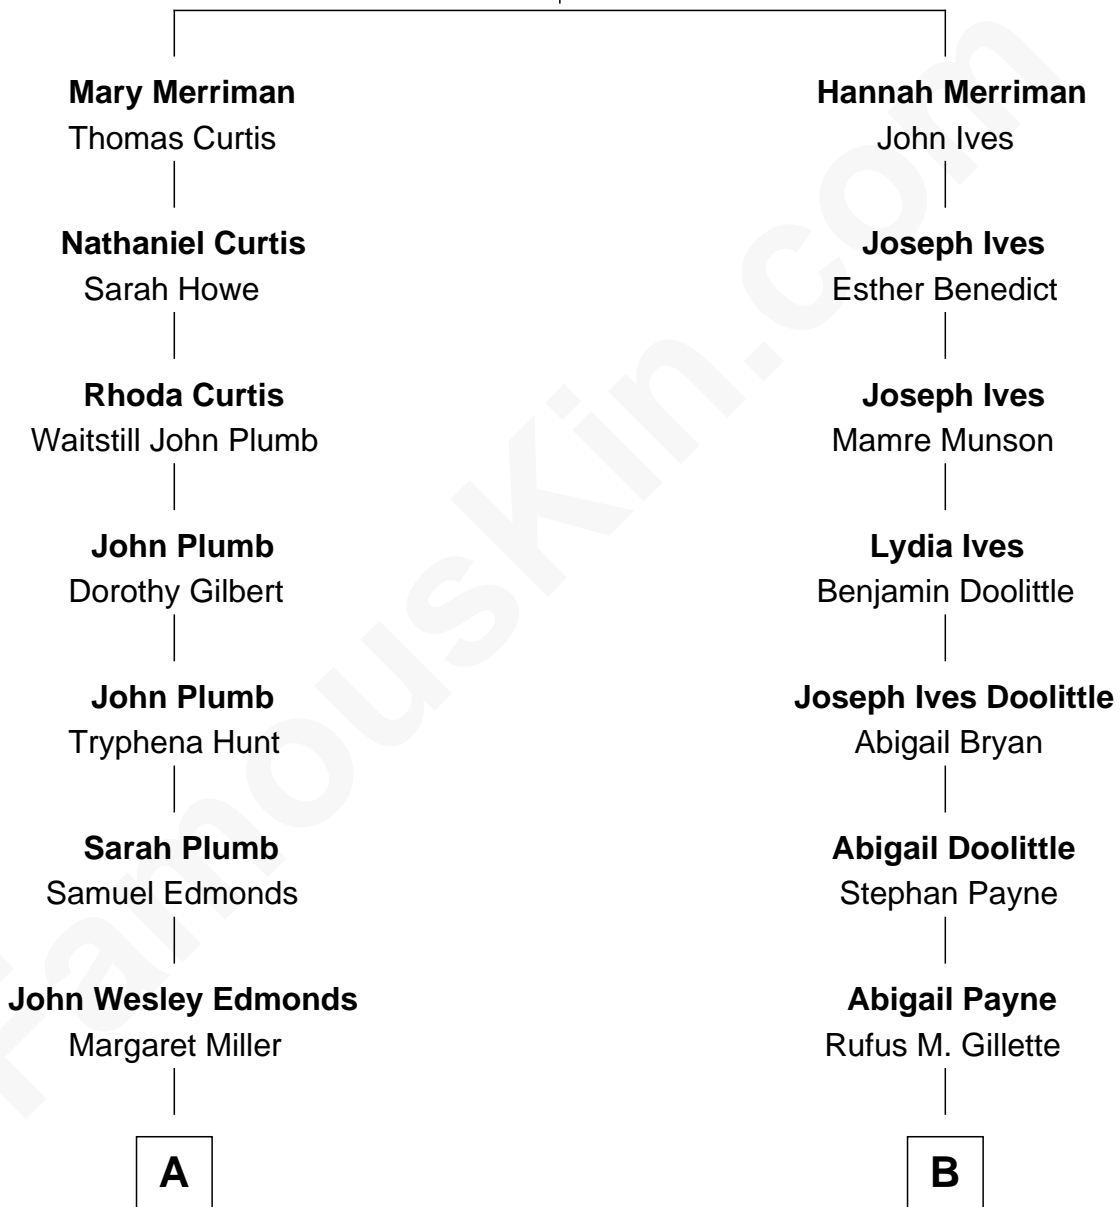 Mary Merriman
Thomas Curtis
Nathaniel Curtis
Sarah Howe
Rhoda Curtis
Waitstill John Plumb
John Plumb
Dorothy Gilbert
John Plumb
Tryphena Hunt
Sarah Plumb
Samuel Edmonds
John Wesley Edmonds
Margaret Miller
A
Hannah Merriman
John Ives
Joseph Ives
Esther Benedict
Joseph Ives
Mamre Munson
Lydia Ives
Benjamin Doolittle
Joseph Ives Doolittle
Abigail Bryan
Abigail Doolittle
Stephan Payne
Abigail Payne
Rufus M. Gillette
B
FamousKin.com